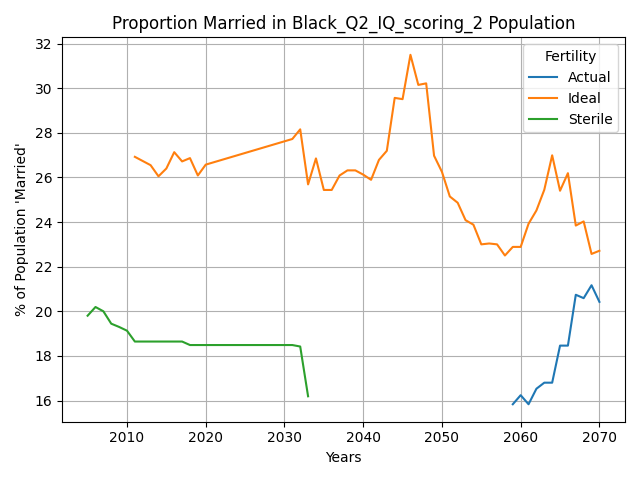 Proportion Married in Black_Q2_IQ_scoring_2 Population
% of Population 'Married'
32
30
28
26
24
22
20
18
16
Fertility
Actual
Ideal
Sterile
2010 2020 2030 2040 2050 2060 2070
Years